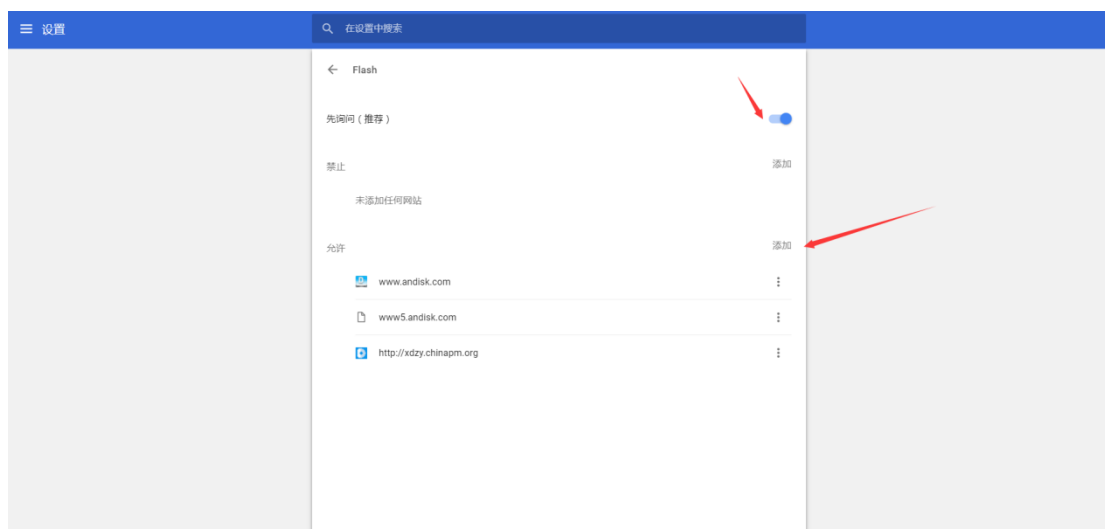 设置
在设置中搜索
Flash
先询问（推荐）
禁止 添加
未添加任何网站
允许 添加
www.andisk.com
www5.andisk.com
http://xdzy.chinapm.org